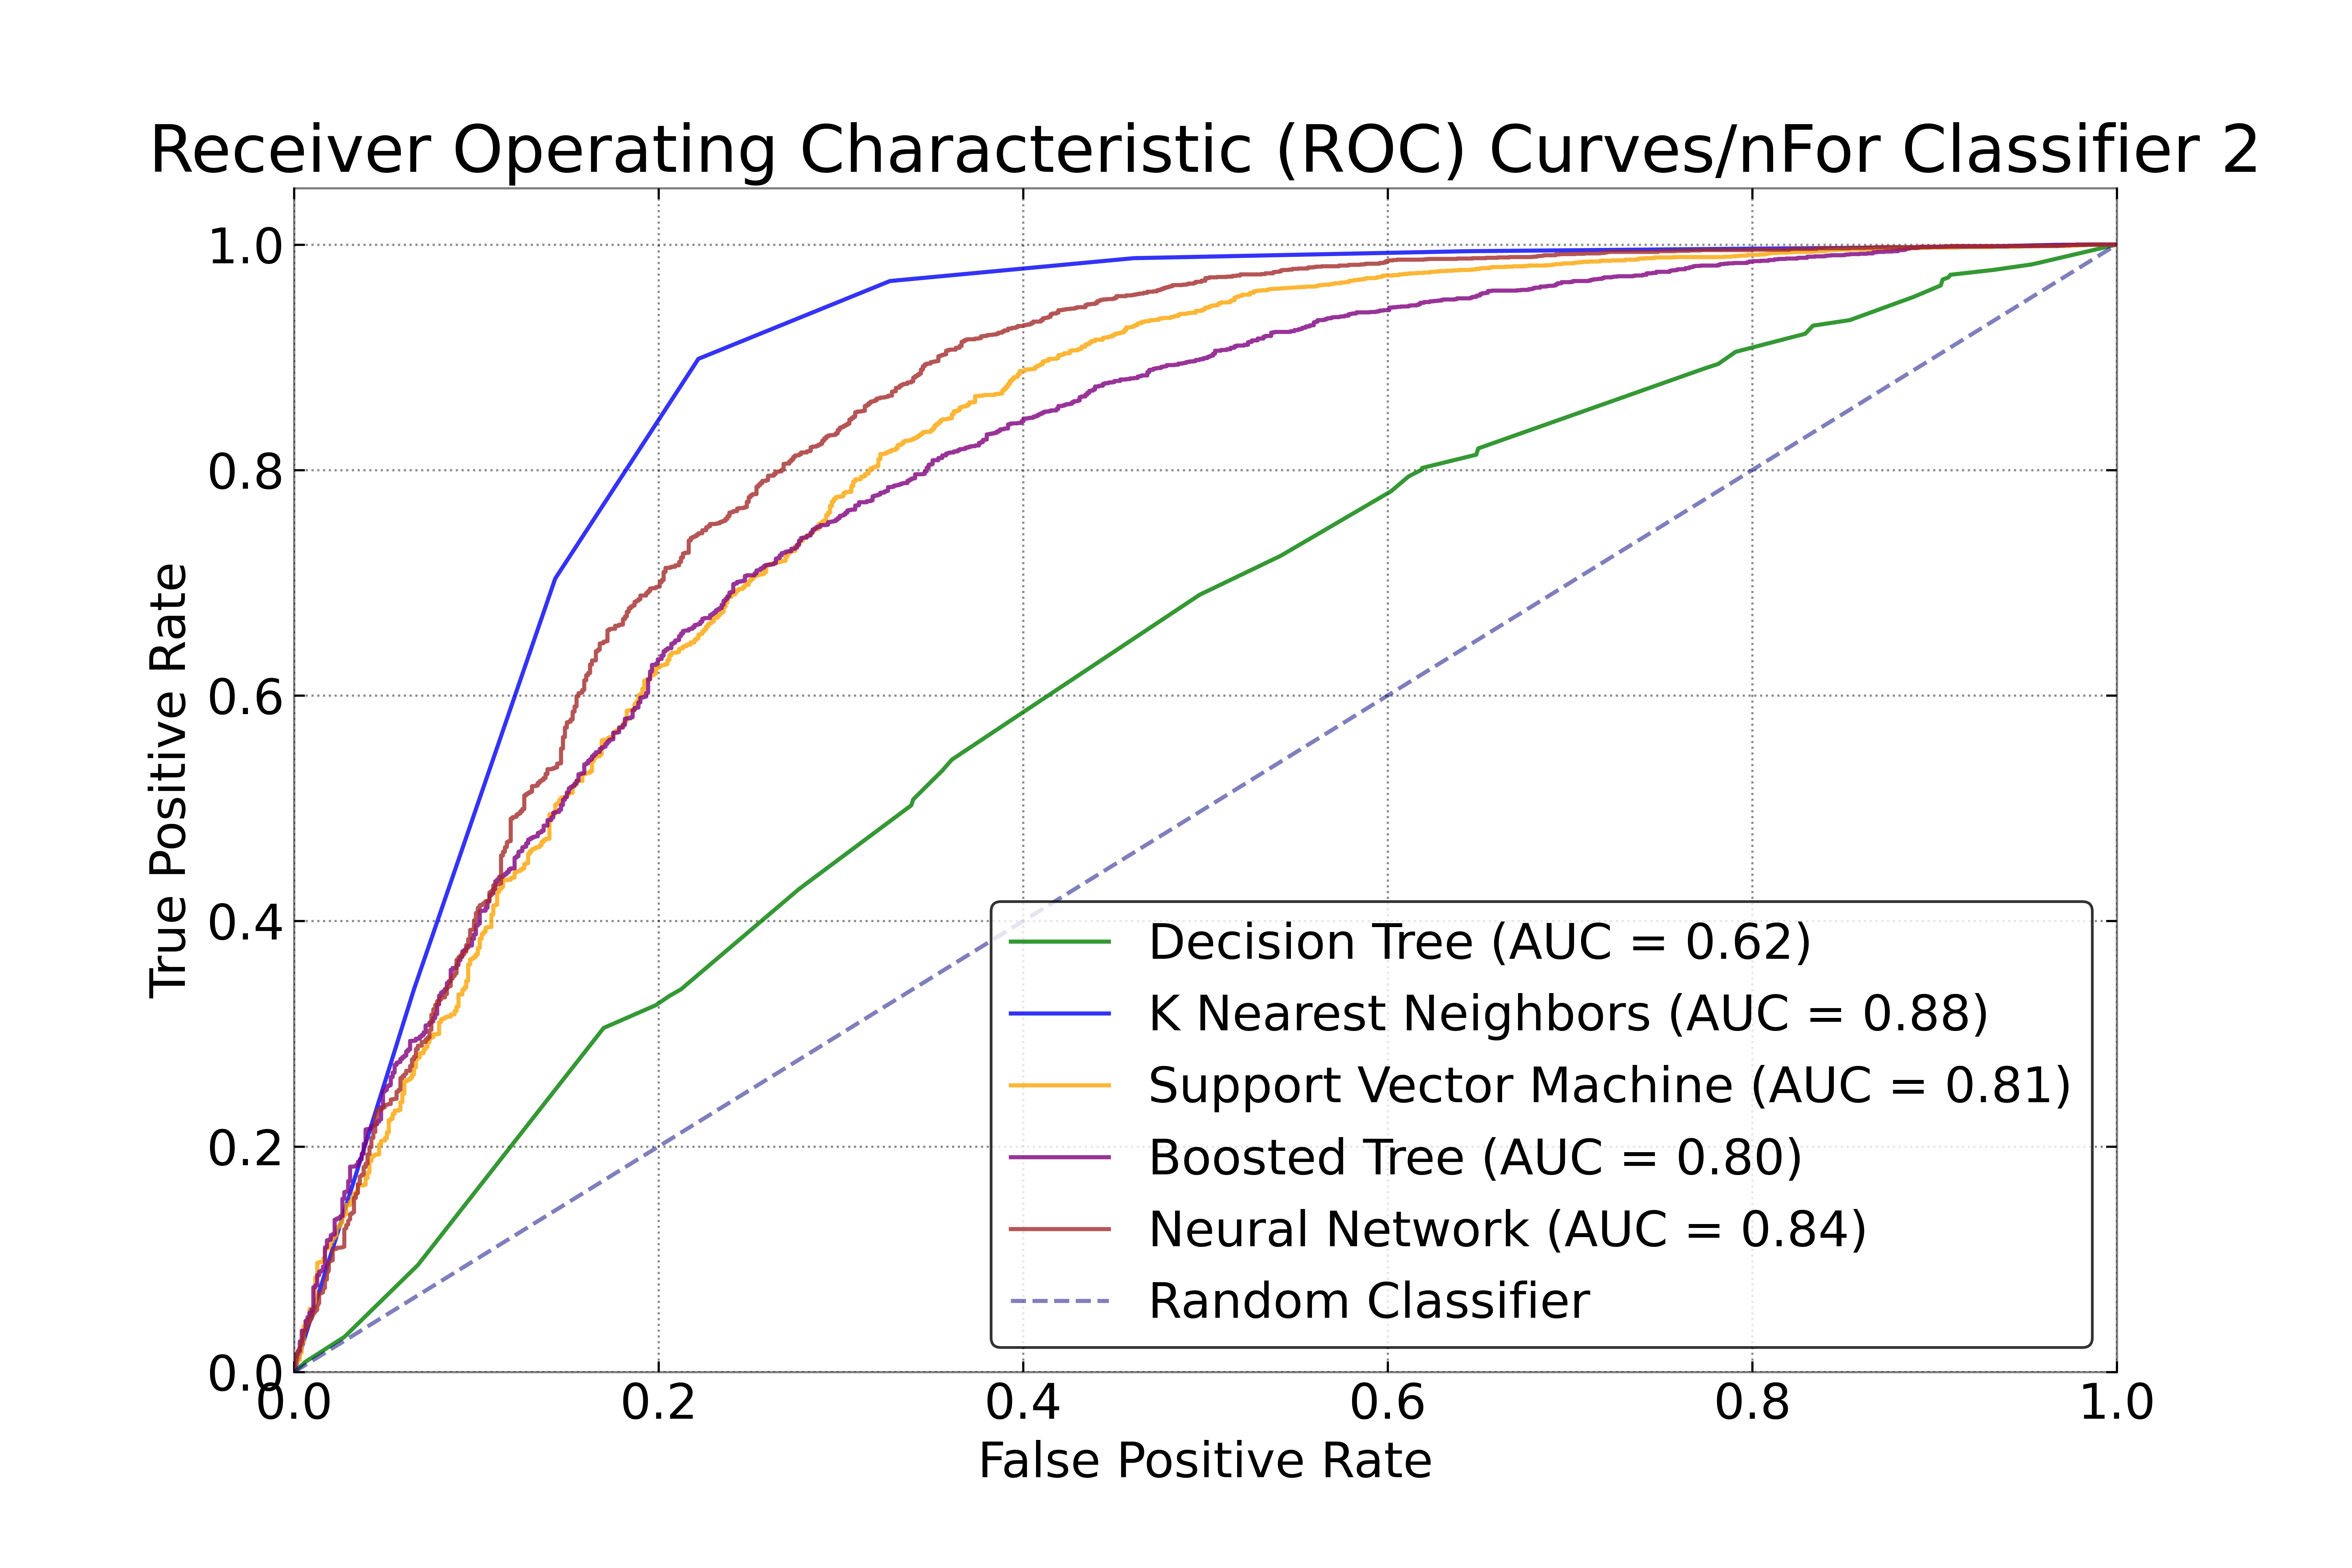 Receiver Operating Characteristic (ROC) Curves/nFor Classifier 2
True Positive Rate
1.0
0.8
0.6
0.4
0.2
0.0
Decision Tree (AUC = 0.62)
K Nearest Neighbors (AUC = 0.88)
Support Vector Machine (AUC = 0.81)
Boosted Tree (AUC = 0.80)
Neural Network (AUC = 0.84)
Random Classifier
0.0 0.2 0.4 0.6 0.8 1.0
False Positive Rate